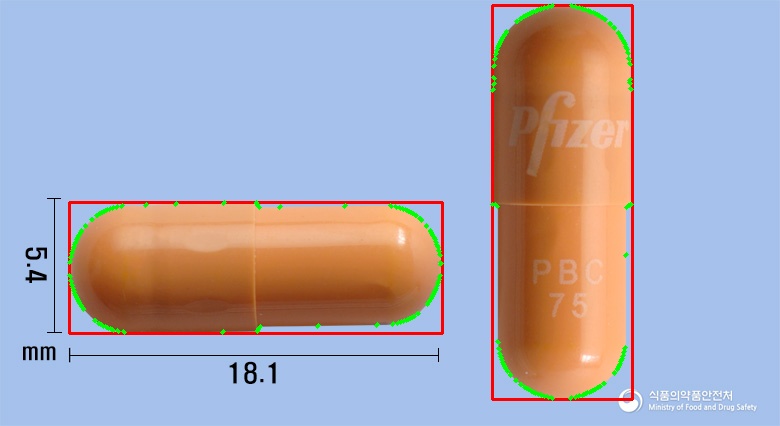 Pfizer
PBC
75
5.4
mm
18.1
식품의약품안전처
Ministry of Food and Drug Safety